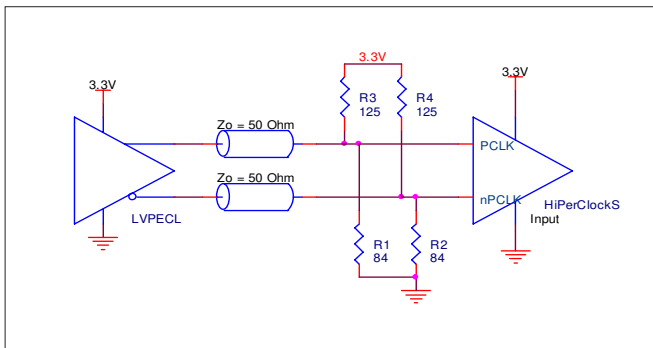 3.3V
3.3V
3.3V
R3
125
R4
125
Zo = 50 Ohm
PCLK
Zo = 50 Ohm
nPCLK
HiPerClockS
Input
LVPECL
R1
84
R2
84